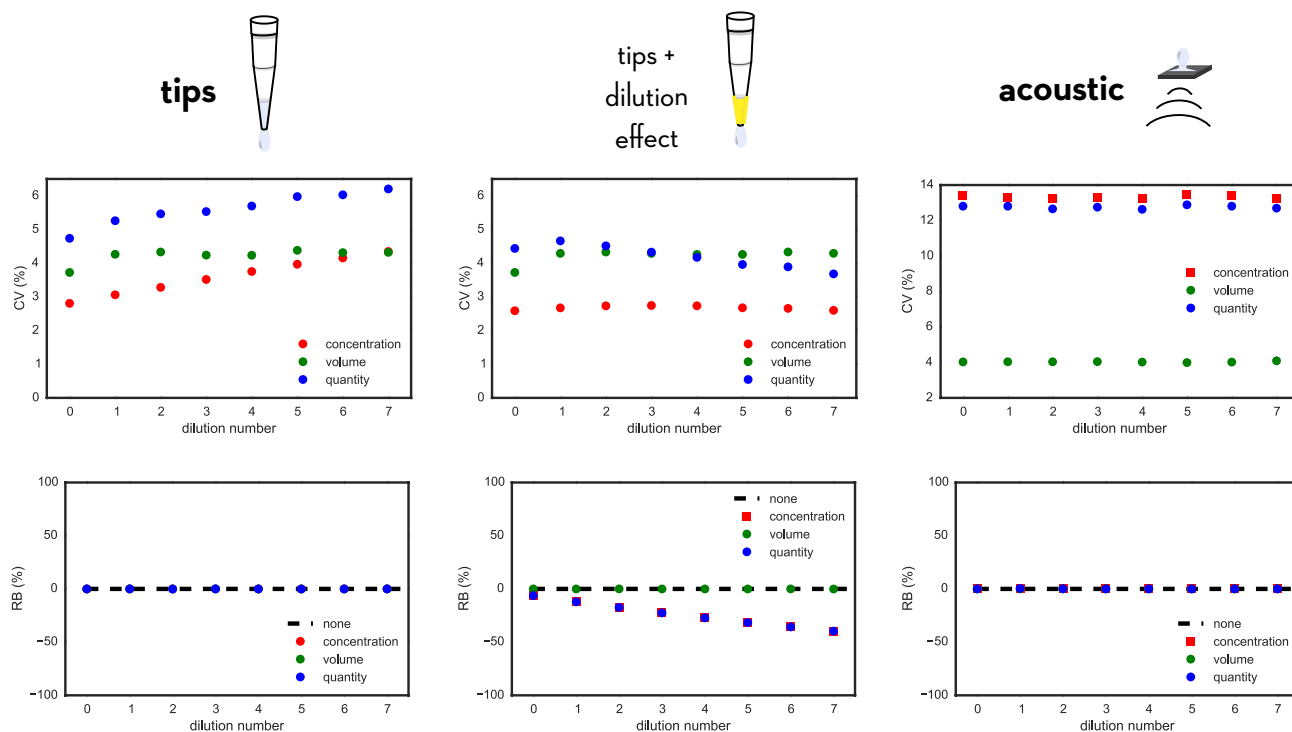 tips
tips +
dilution
effect
acoustic
CV (%)
6
5
4
3
2
1
0
concentration
volume
quantity
0 1 2 3 4 5 6 7
dilution number
CV (%)
6
5
4
3
2
1
0
concentration
volume
quantity
0 1 2 3 4 5 6 7
dilution number
CV (%)
14
12
10
8
6
4
2
concentration
volume
quantity
0 1 2 3 4 5 6 7
dilution number
RB (%)
100
50
0
−50
−100
none
concentration
volume
quantity
0 1 2 3 4 5 6 7
dilution number
RB (%)
100
50
0
−50
−100
none
concentration
volume
quantity
0 1 2 3 4 5 6 7
dilution number
RB (%)
100
50
0
−50
−100
none
concentration
volume
quantity
0 1 2 3 4 5 6 7
dilution number